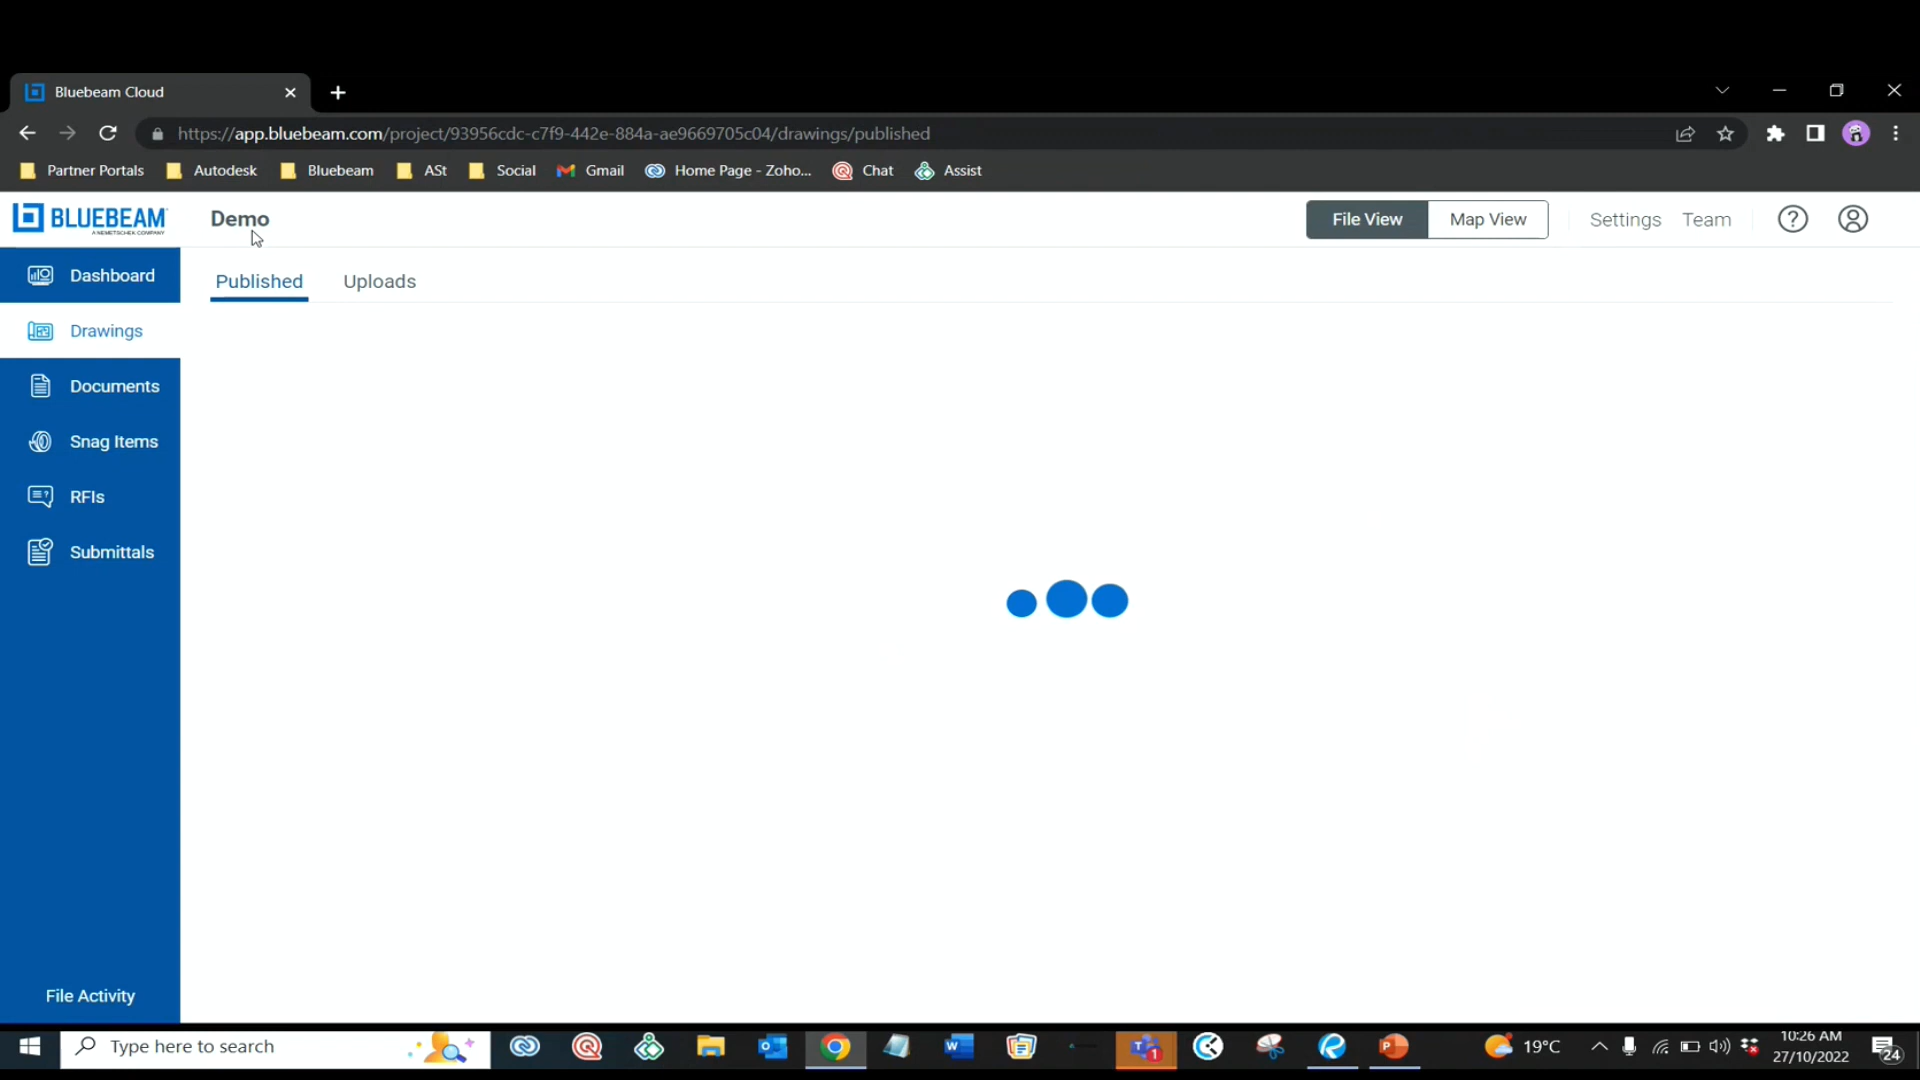 Bluebeam Cloud
https://app.bluebeam.com/project/93956cdc-c7f9-442e-884a-ae9669705c04/drawings/published
Partner Portals Autodesk Bluebeam ASt Social Gmail Home Page - Zoho... Chat Assist
BLUEBEAM Demo File View Map View Settings Team ?
A NEMETSCHEK COMPANY
Dashboard Published Uploads
Drawings
Documents
Snag Items
RFIs
Submittals
File Activity
Type here to search 19°C 10:26 AM
27/10/2022
24